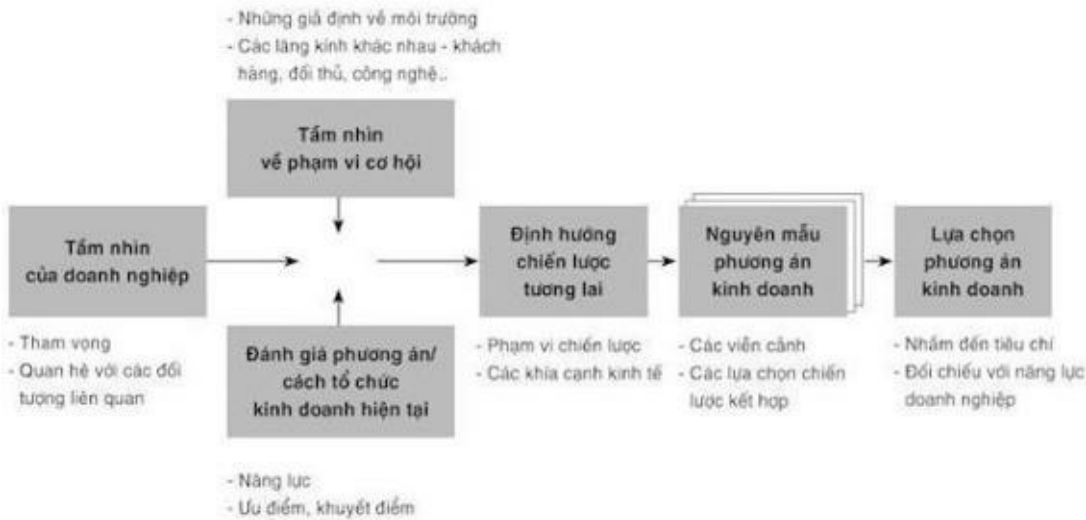 - Những giả định về môi trường
- Các lăng kính khác nhau - khách
hàng, đối thủ, công nghệ..
Tầm nhìn
về phạm vi cơ hội
Tầm nhìn
của doanh nghiệp
- Tham vọng
- Quan hệ với các đối
tượng liên quan
Đánh giá phương án/
cách tổ chức
kinh doanh hiện tại
- Năng lực
- Ưu điểm, khuyết điểm
Định hướng
chiến lược
tương lai
- Phạm vi chiến lược
- Các khía cạnh kinh tế
Nguyên mẫu
phương án
kinh doanh
- Các viễn cảnh
- Các lựa chọn chiến
lược kết hợp
Lựa chọn
phương án
kinh doanh
- Nhắm đến tiêu chí
- Đối chiếu với năng lực
doanh nghiệp